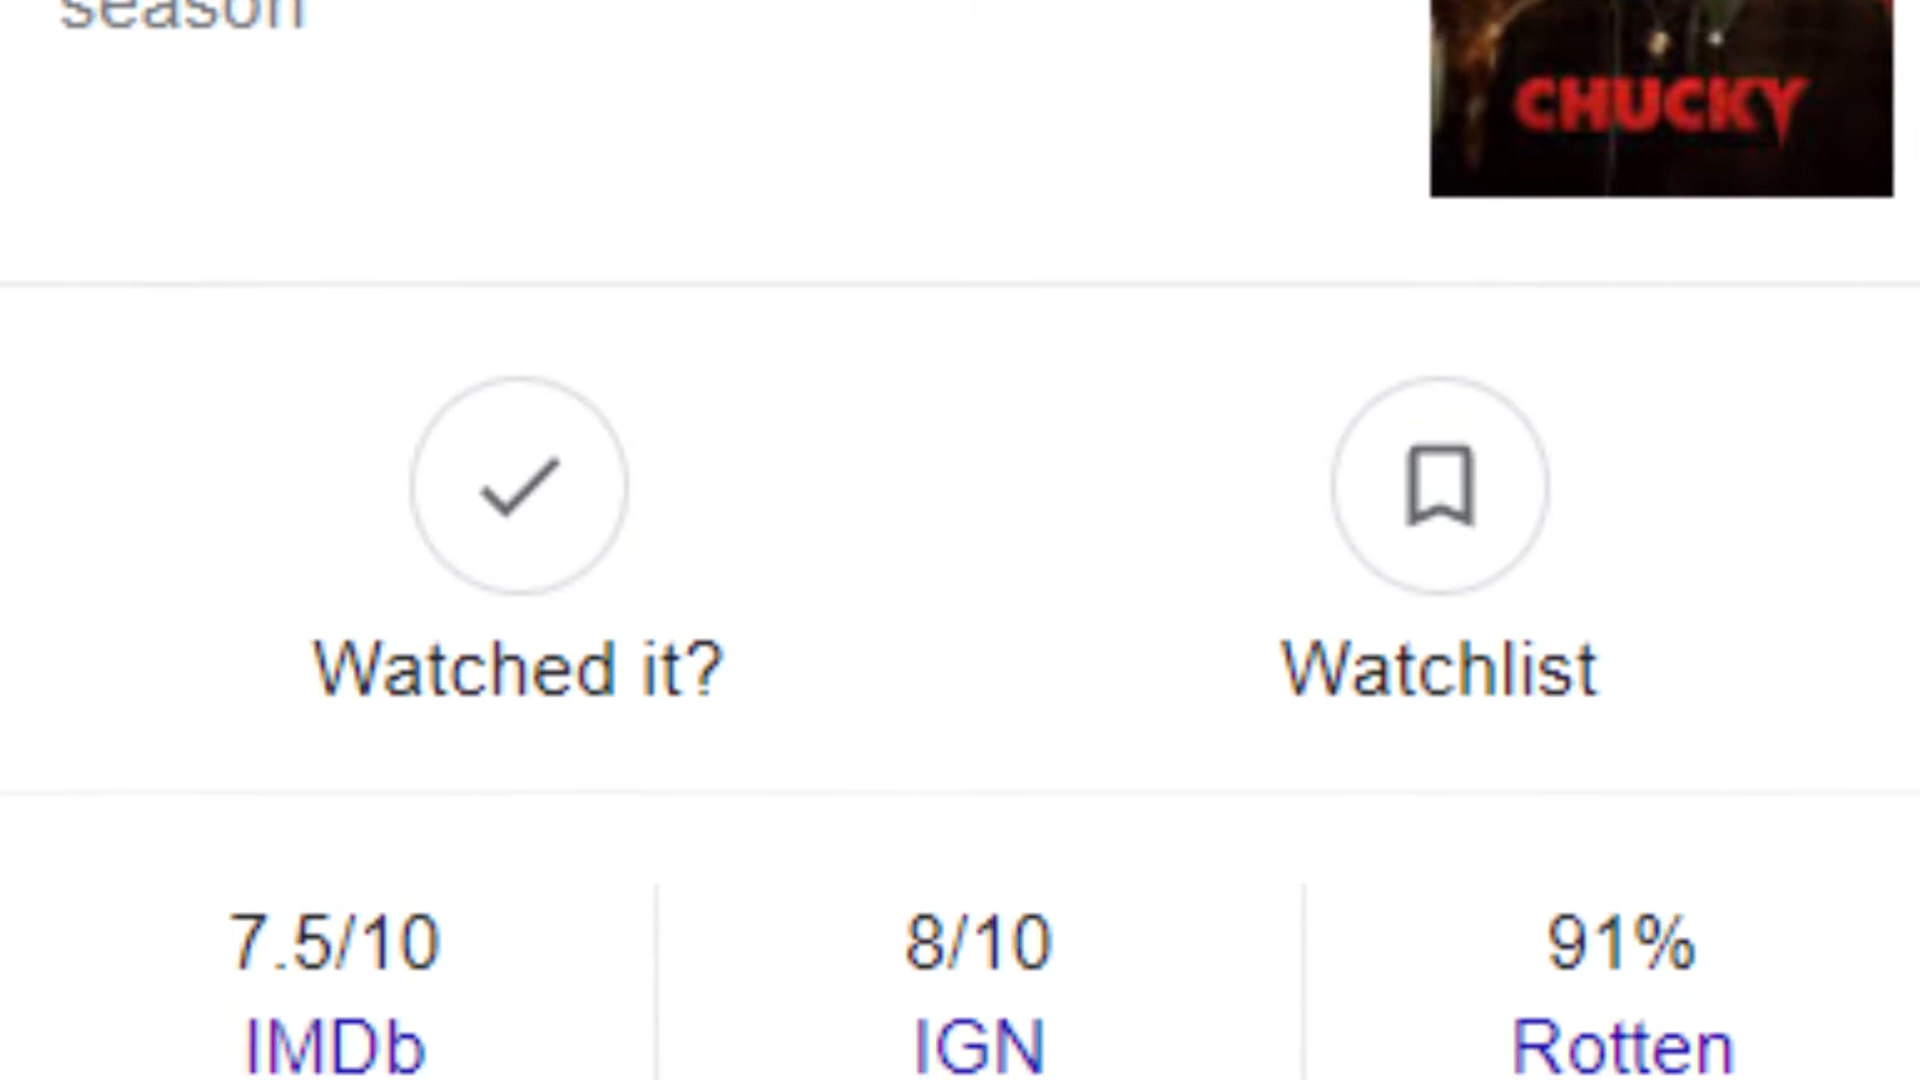 season
CHUCKY
Watched it?
Watchlist
7.5/10
8/10
91%
IMDb
IGN
Rotten